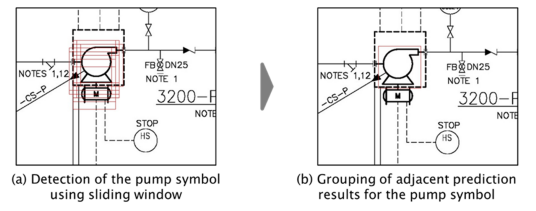 FB DN25
NOTES 1,12
NOTE 1
-CS-P
M
3200-P
NOTE
STOP
HS
(a) Detection of the pump symbol
using sliding window
FB DN25
NOTES 1,12
NOTE 1
-CS-P
M
3200-P
NOTE
STOP
HS
(b) Grouping of adjacent prediction
results for the pump symbol